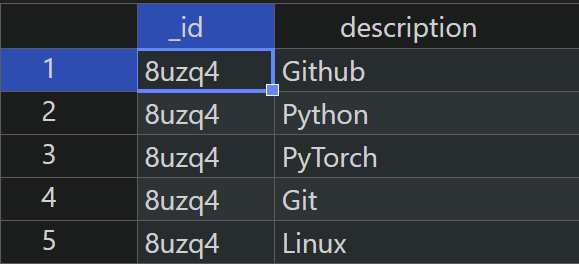 _id description
1 8uzq4 Github
2 8uzq4 Python
3 8uzq4 PyTorch
4 8uzq4 Git
5 8uzq4 Linux